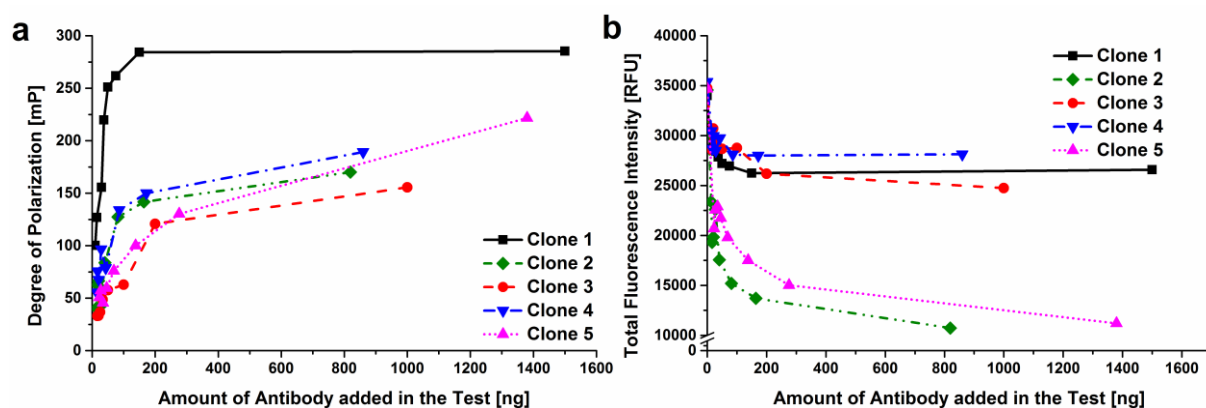 a
Degree of Polarization [mP]
300
250
200
150
100
50
0
0 200 400 600 800 1000 1200 1400 1600
Amount of Antibody added in the Test [ng]
Clone 1
Clone 2
Clone 3
Clone 4
Clone 5
b
Total Fluorescence Intensity [RFU]
40000
35000
30000
25000
20000
15000
10000
0
0 200 400 600 800 1000 1200 1400 1600
Amount of Antibody added in the Test [ng]
Clone 1
Clone 2
Clone 3
Clone 4
Clone 5